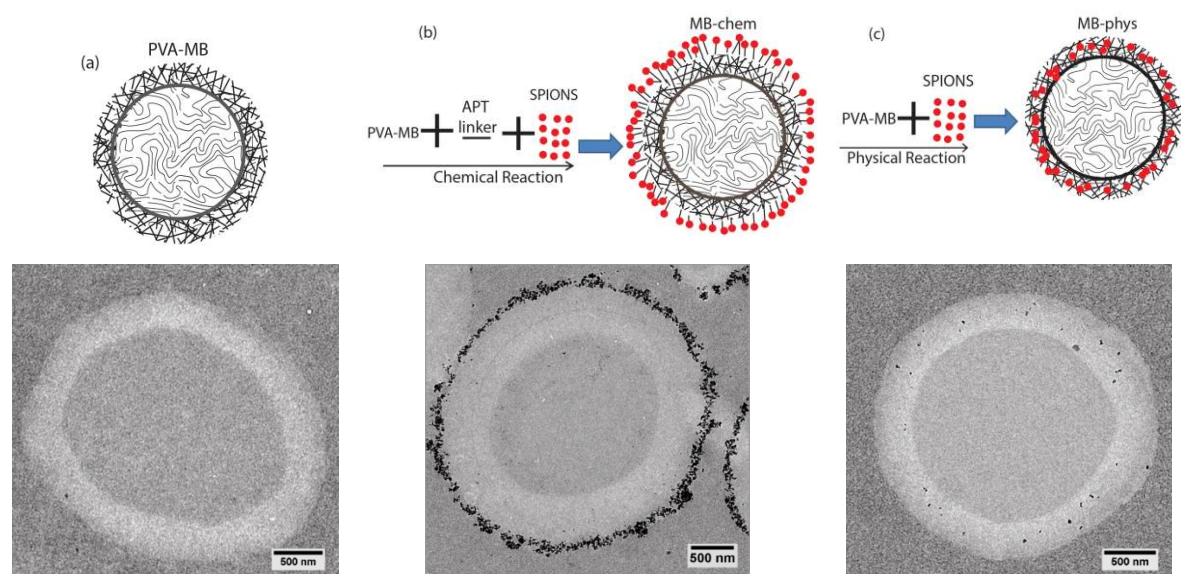 (a)
PVA-MB
(b)
MB-chem
PVA-MB + APT linker + SPIONS
Chemical Reaction
(c)
MB-phys
PVA-MB + SPIONS
Physical Reaction
500 nm
500 nm
500 nm